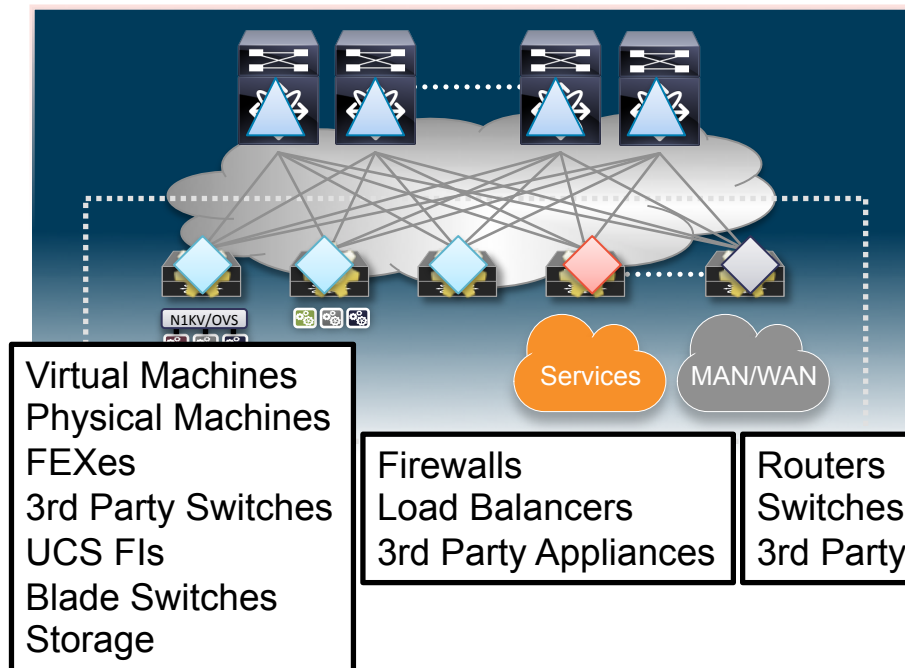 N1KV/OVS
Services
MAN/WAN
Virtual Machines
Physical Machines
FEXes
3rd Party Switches
UCS FIs
Blade Switches
Storage
Firewalls
Load Balancers
3rd Party Appliances
Routers
Switches
3rd Party